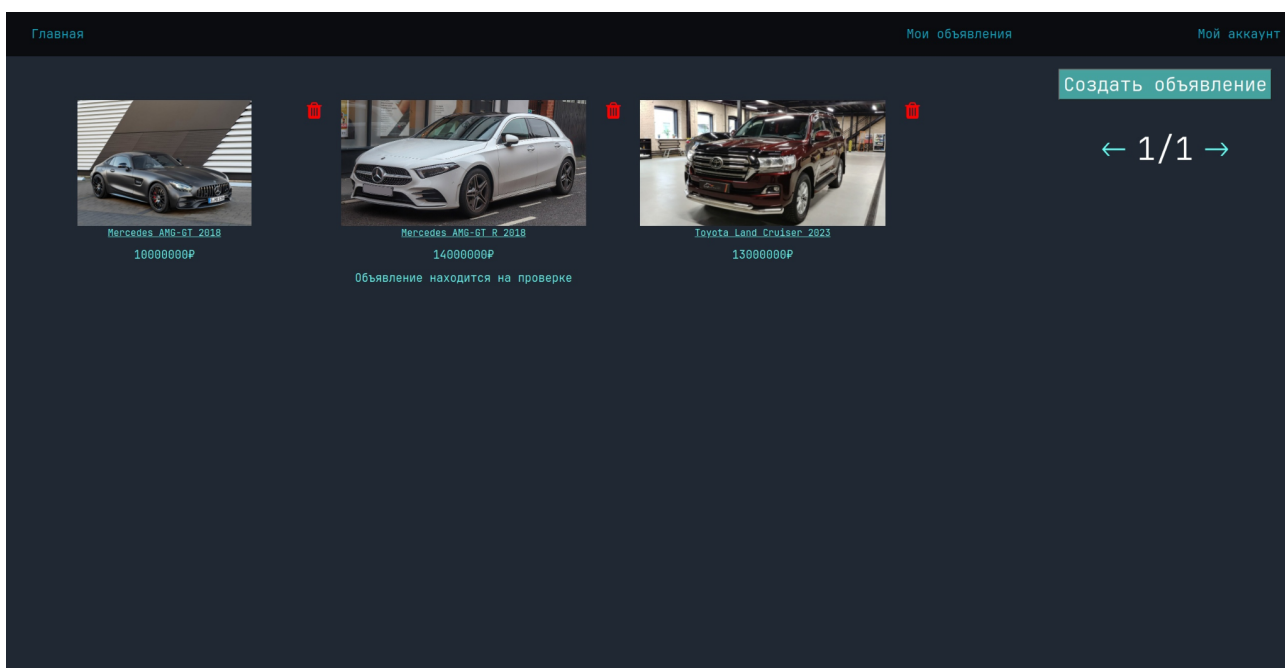 Главная
Мои объявления
Мой аккаунт
Создать объявление
← 1/1 →
Mercedes AMG-GT 2018
10000000₽
Mercedes AMG-GT R 2018
14000000₽
Объявление находится на проверке
Toyota Land Cruiser 2023
13000000₽